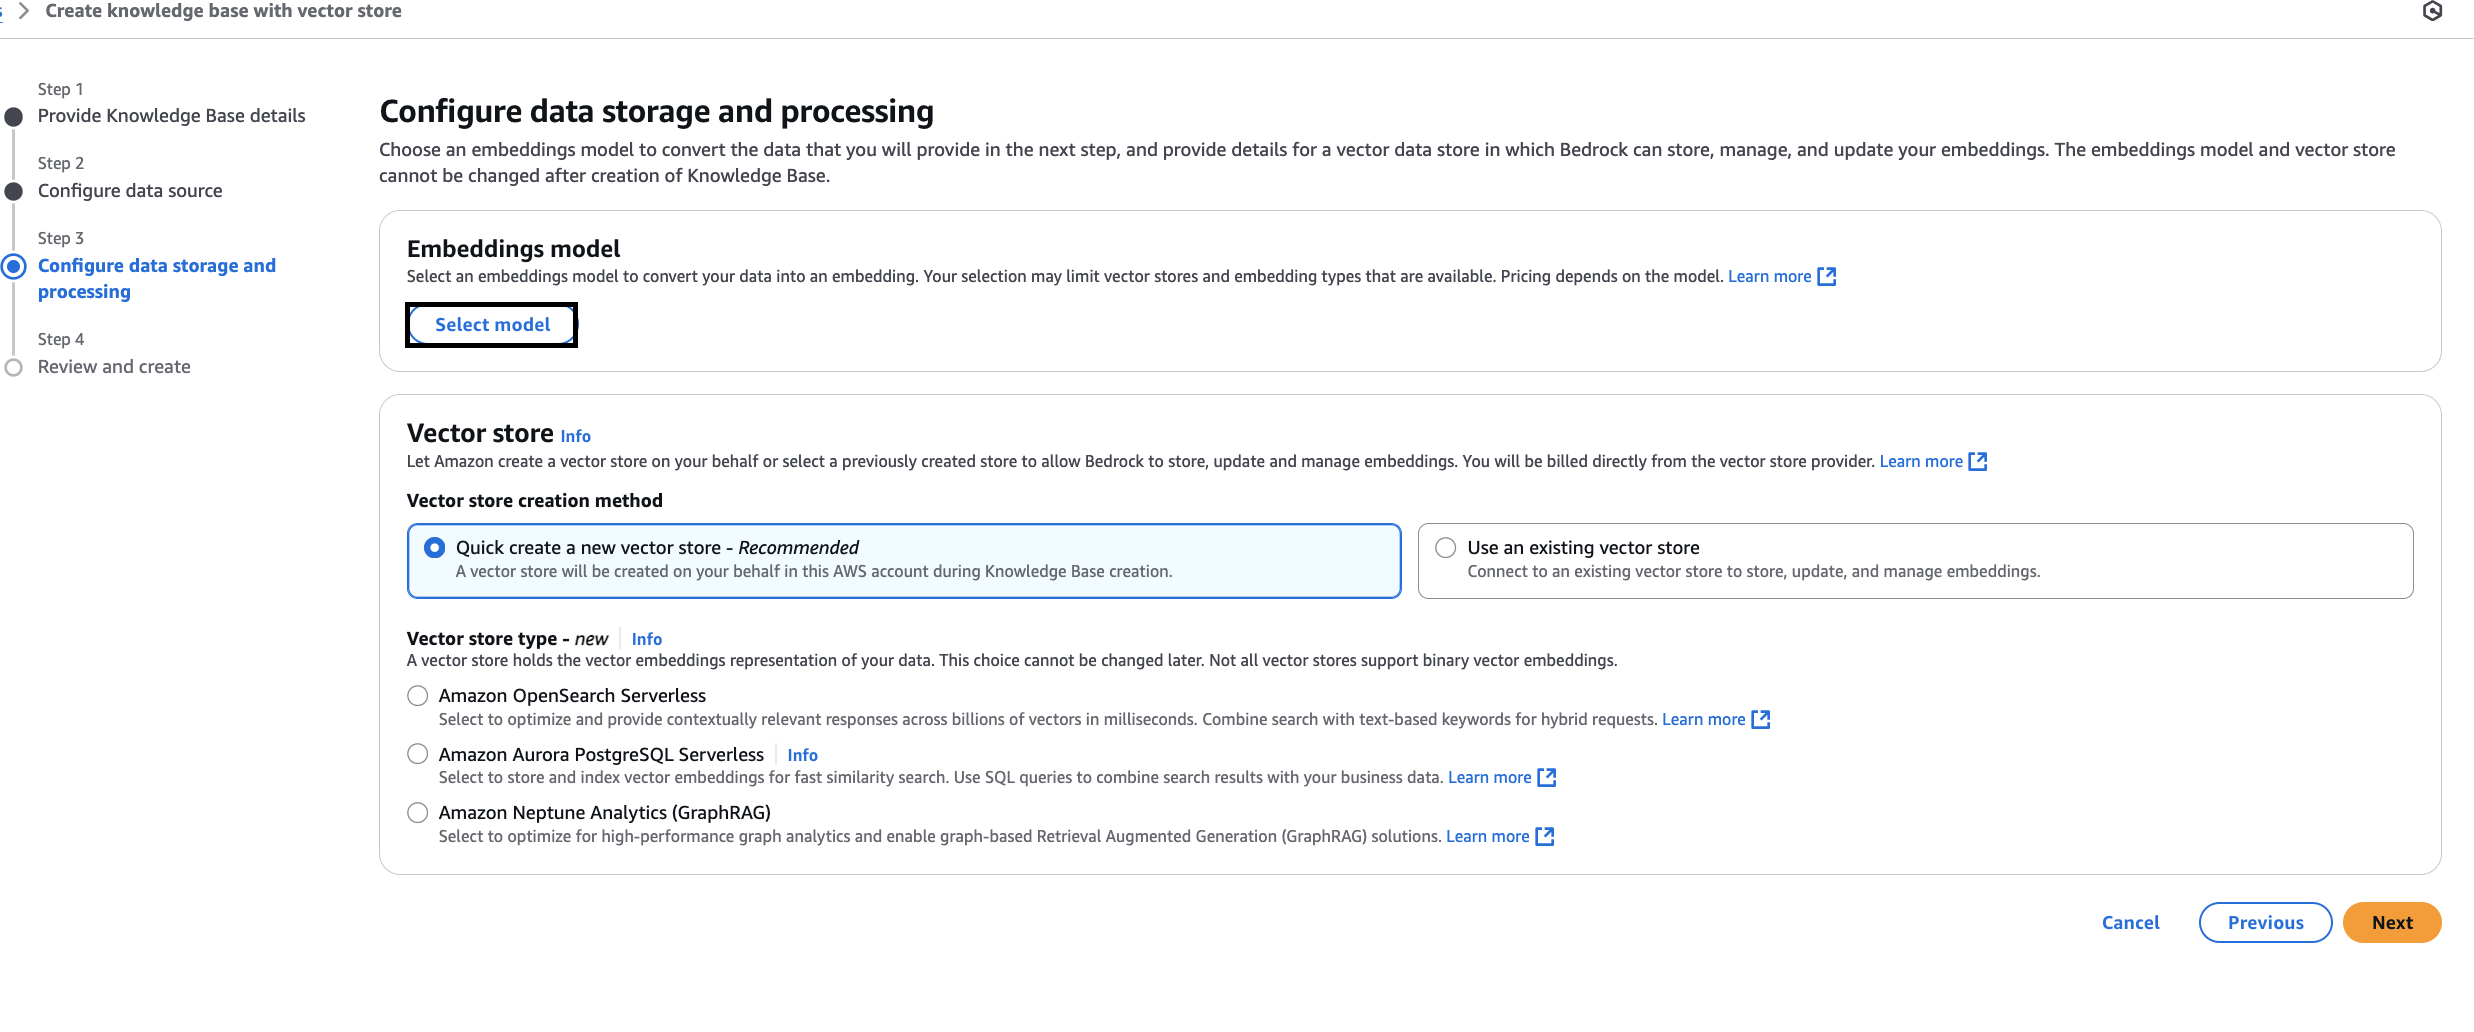 Create knowledge base with vector store
Step 1
Provide Knowledge Base details
Step 2
Configure data source
Step 3
Configure data storage and
processing
Step 4
Review and create
Configure data storage and processing
Choose an embeddings model to convert the data that you will provide in the next step, and provide details for a vector data store in which Bedrock can store, manage, and update your embeddings. The embeddings model and vector store
cannot be changed after creation of Knowledge Base.
Embeddings model
Select an embeddings model to convert your data into an embedding. Your selection may limit vector stores and embedding types that are available. Pricing depends on the model. Learn more
Select model
Vector store Info
Let Amazon create a vector store on your behalf or select a previously created store to allow Bedrock to store, update and manage embeddings. You will be billed directly from the vector store provider. Learn more
Vector store creation method
Quick create a new vector store - Recommended
A vector store will be created on your behalf in this AWS account during Knowledge Base creation.
Use an existing vector store
Connect to an existing vector store to store, update, and manage embeddings.
Vector store type - new Info
A vector store holds the vector embeddings representation of your data. This choice cannot be changed later. Not all vector stores support binary vector embeddings.
Amazon OpenSearch Serverless
Select to optimize and provide contextually relevant responses across billions of vectors in milliseconds. Combine search with text-based keywords for hybrid requests. Learn more
Amazon Aurora PostgreSQL Serverless Info
Select to store and index vector embeddings for fast similarity search. Use SQL queries to combine search results with your business data. Learn more
Amazon Neptune Analytics (GraphRAG)
Select to optimize for high-performance graph analytics and enable graph-based Retrieval Augmented Generation (GraphRAG) solutions. Learn more
Cancel Previous Next